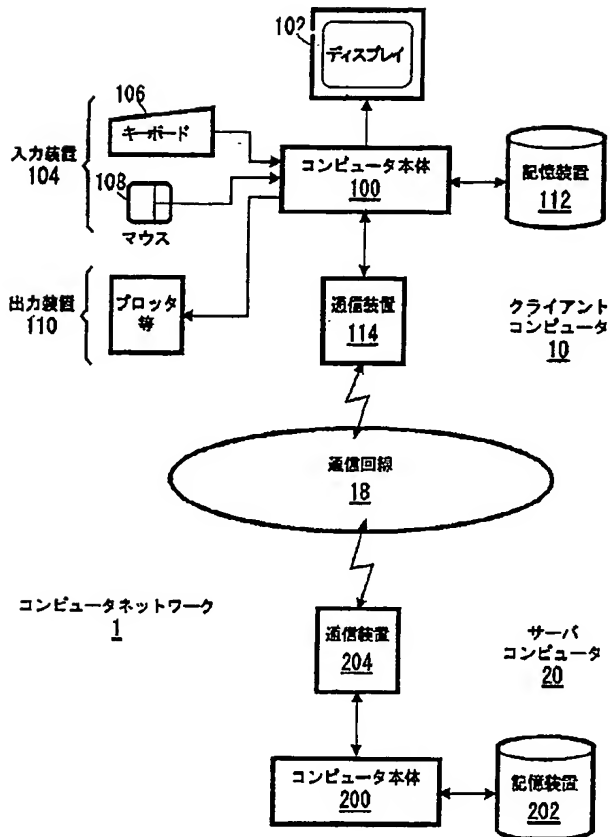 102
ディスプレイ
106
キーボード
入力装置
104
108
マウス
コンピュータ本体
100
記憶装置
112
出力装置
110
プロッタ
等
通信装置
114
クライアント
コンピュータ
10
通信回線
18
コンピュータネットワーク
1
通信装置
204
サーバ
コンピュータ
20
コンピュータ本体
200
記憶装置
202